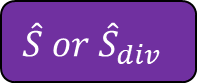 Ŝ or Ŝ_div